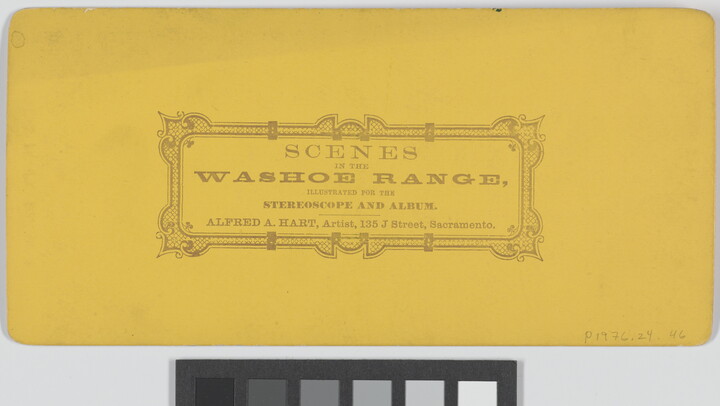 SCENES
IN THE
WASHOE RANGE,
ILLUSTRATED FOR THE
STEREOSCOPE AND ALBUM.
ALFRED A. HART, Artist, 135 J Street, Sacramento.
P1976.24.46